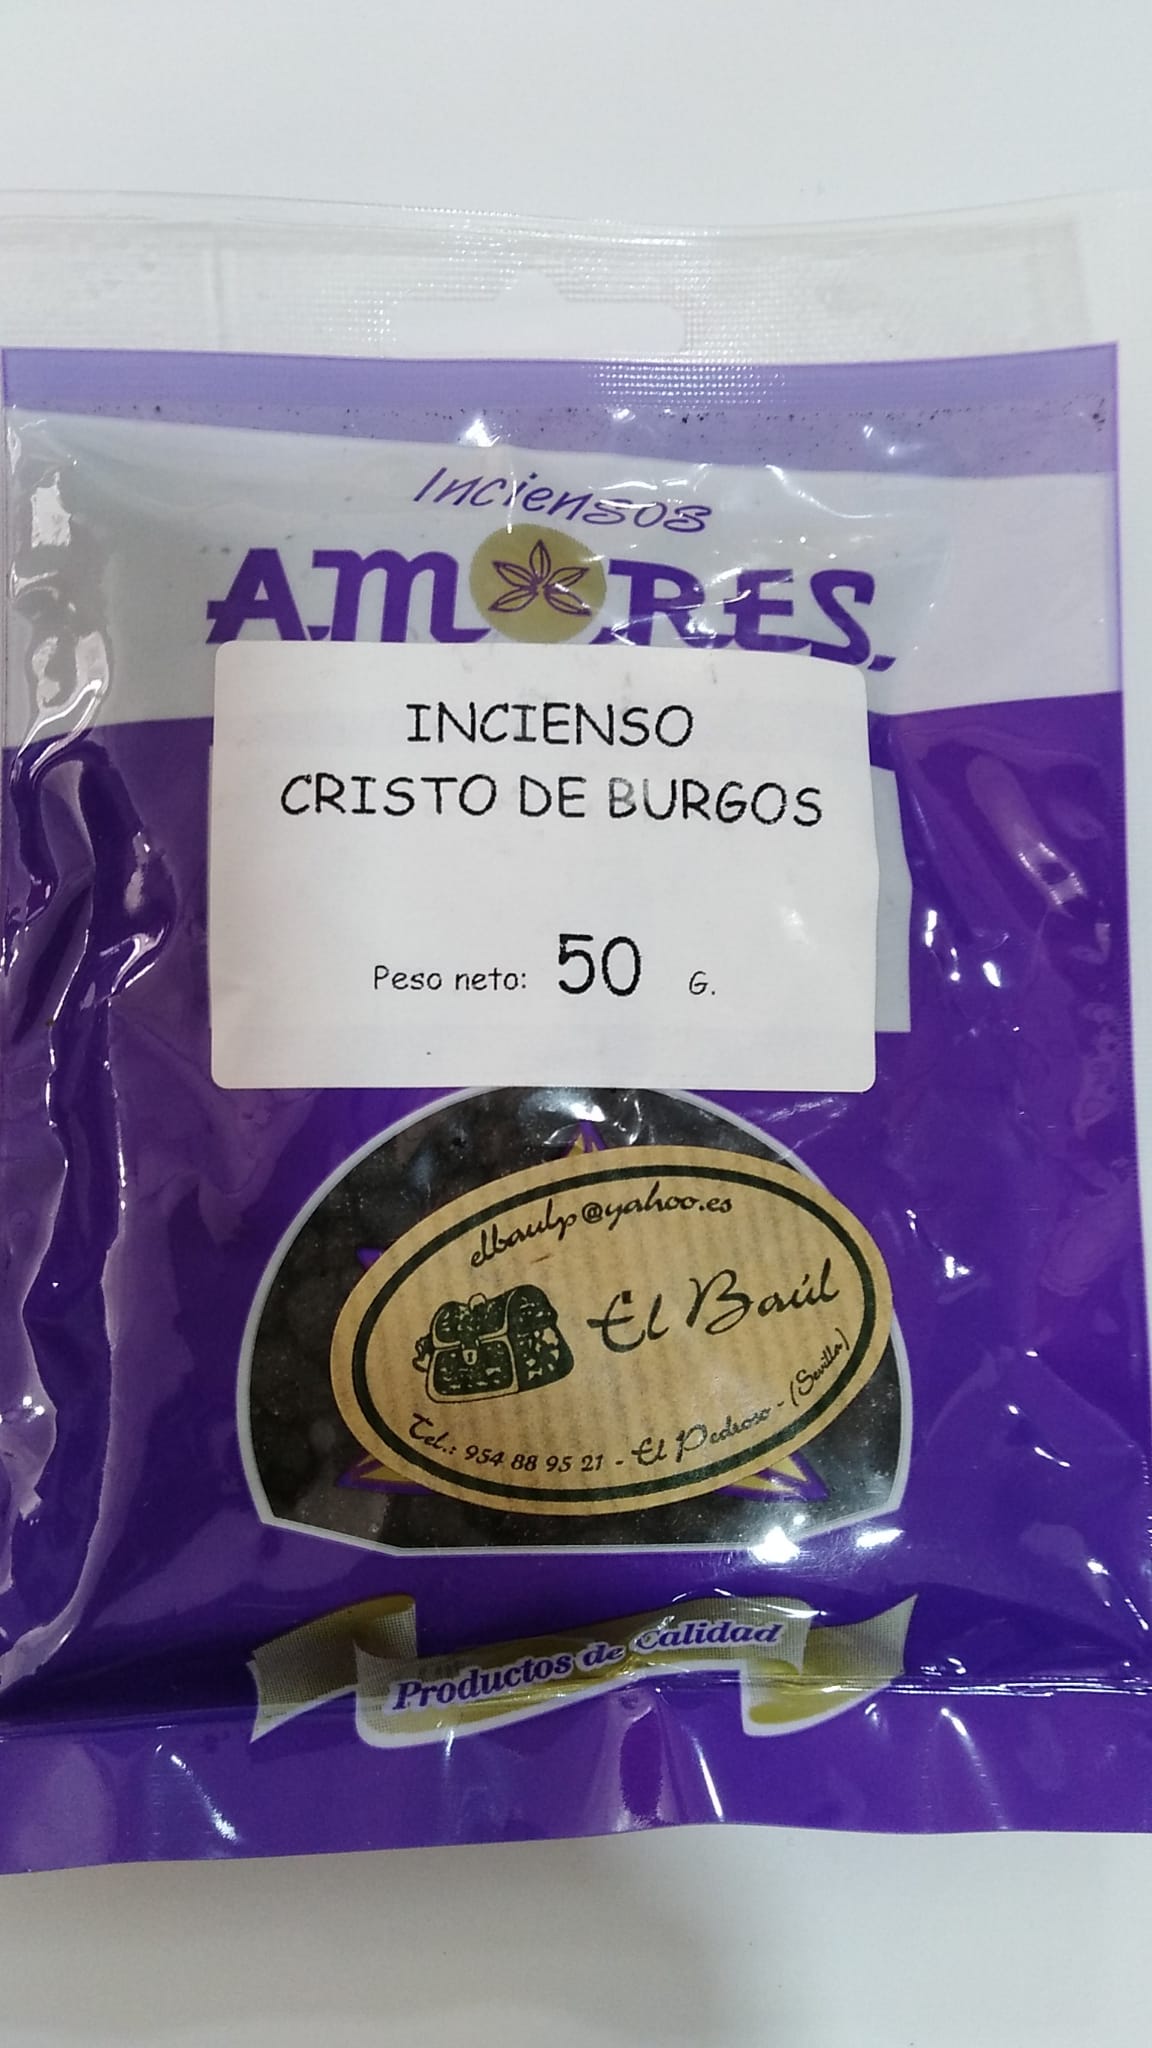 Inciensos
AMORES.
INCIENSO
CRISTO DE BURGOS
Peso neto: 50 G.
elbaulp@yahoo.es
El Baúl
Tel.: 954 88 95 21 - El Pedroso - (Sevilla)
Productos de Calidad